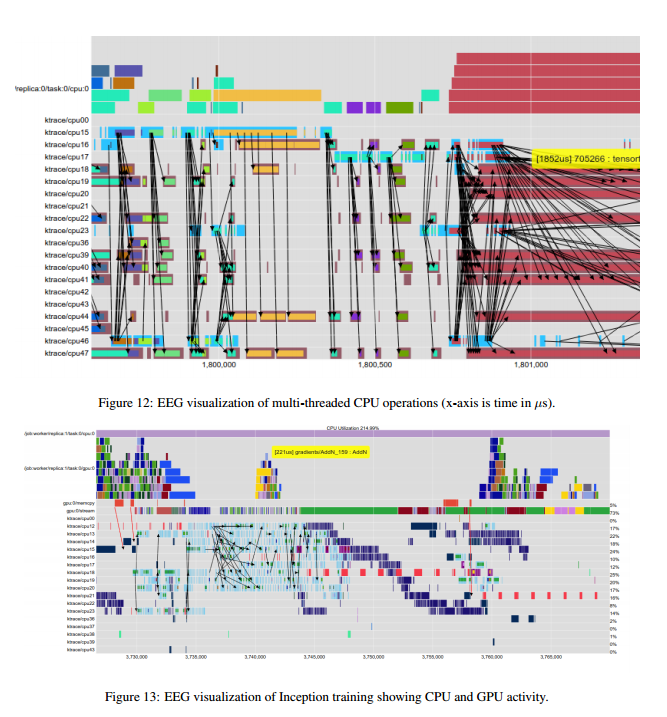 /replica:0/task:0/cpu:0
ktrace/cpu00
ktrace/cpu15
ktrace/cpu16
ktrace/cpu17
ktrace/cpu18
ktrace/cpu19
ktrace/cpu20
ktrace/cpu21
ktrace/cpu22
ktrace/cpu23
ktrace/cpu36
ktrace/cpu39
ktrace/cpu40
ktrace/cpu41
ktrace/cpu42
ktrace/cpu43
ktrace/cpu44
ktrace/cpu45
ktrace/cpu46
ktrace/cpu47
[1852us] 705266 : tensorf
1,800,000
1,800,500
1,801,000
Figure 12: EEG visualization of multi-threaded CPU operations (x-axis is time in μs).
CPU Utilization 214.99%
/job:worker/replica:1/task:0/cpu:0
[221us] gradients/AddN_159 : AddN
/job:worker/replica:1/task:0/cpu:0
gpu:0/memcpy
gpu:0/stream
ktrace/cpu00
ktrace/cpu12
ktrace/cpu13
ktrace/cpu14
ktrace/cpu15
ktrace/cpu16
ktrace/cpu17
ktrace/cpu18
ktrace/cpu19
ktrace/cpu20
ktrace/cpu21
ktrace/cpu22
ktrace/cpu23
ktrace/cpu36
ktrace/cpu37
ktrace/cpu38
ktrace/cpu39
ktrace/cpu43
3,730,000
3,735,000
3,740,000
3,745,000
3,750,000
3,755,000
3,760,000
3,765,000
Figure 13: EEG visualization of Inception training showing CPU and GPU activity.